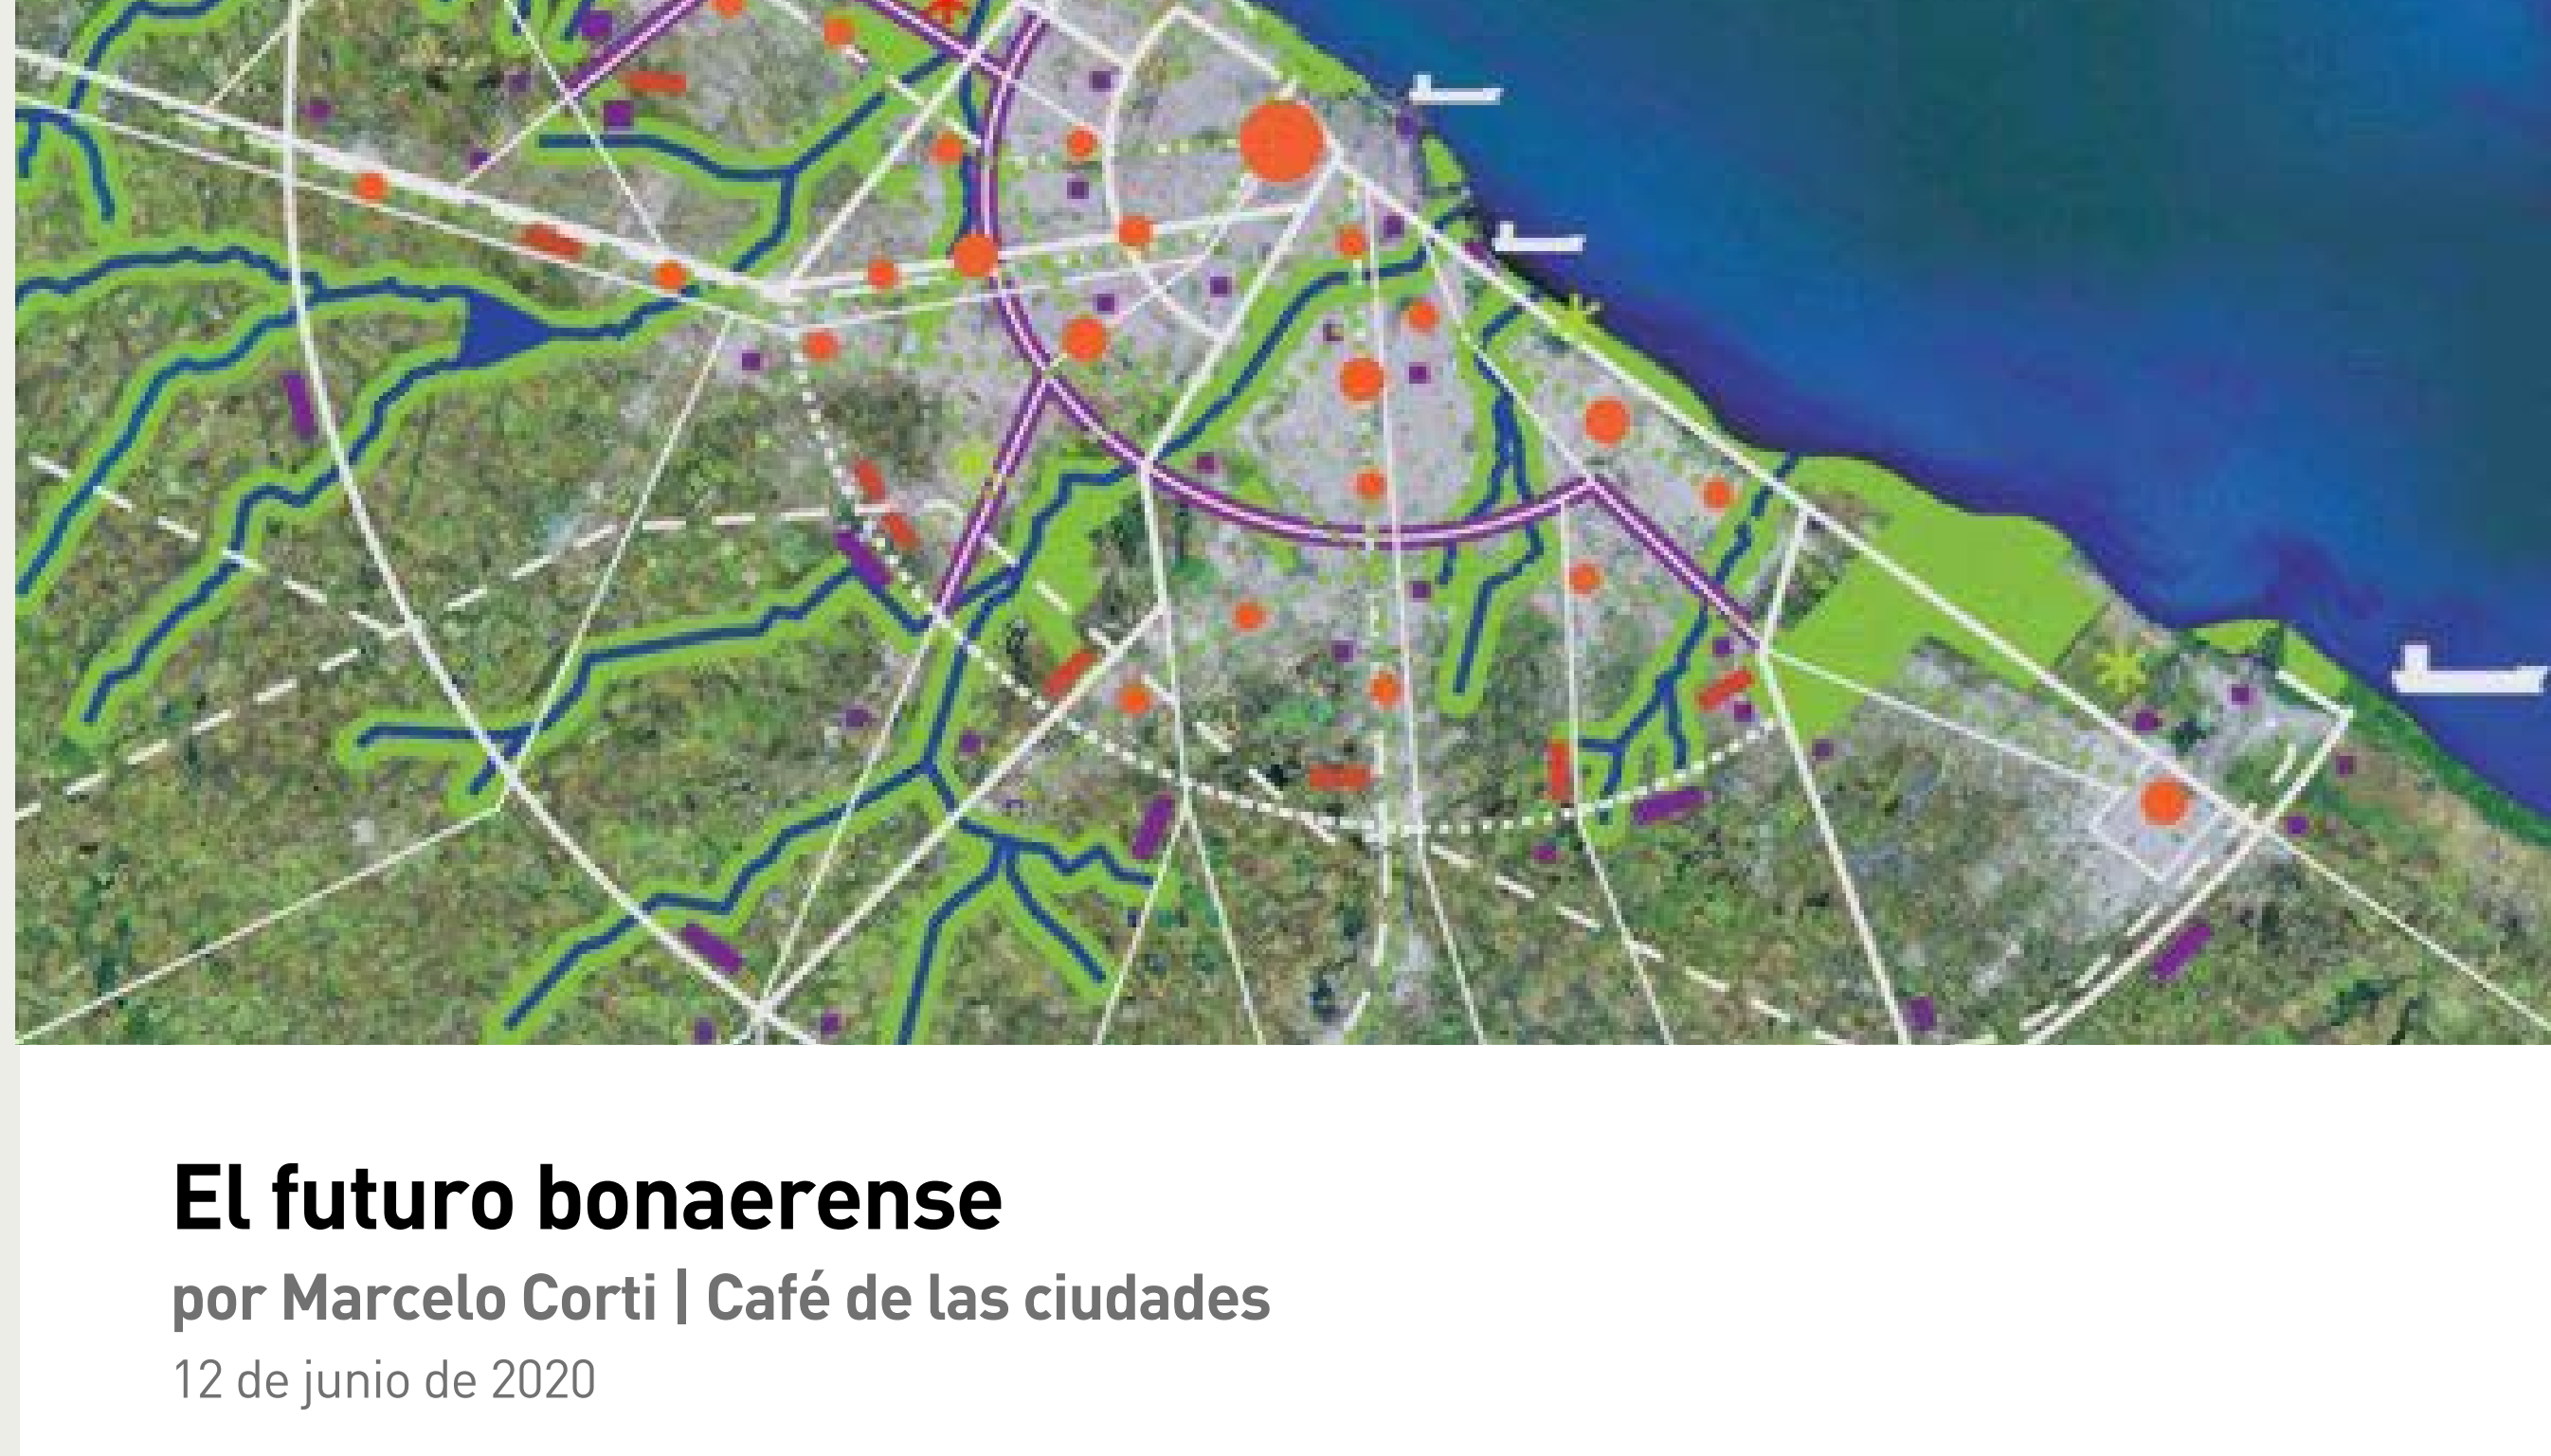 El futuro bonaerense
por Marcelo Corti | Café de las ciudades
12 de junio de 2020